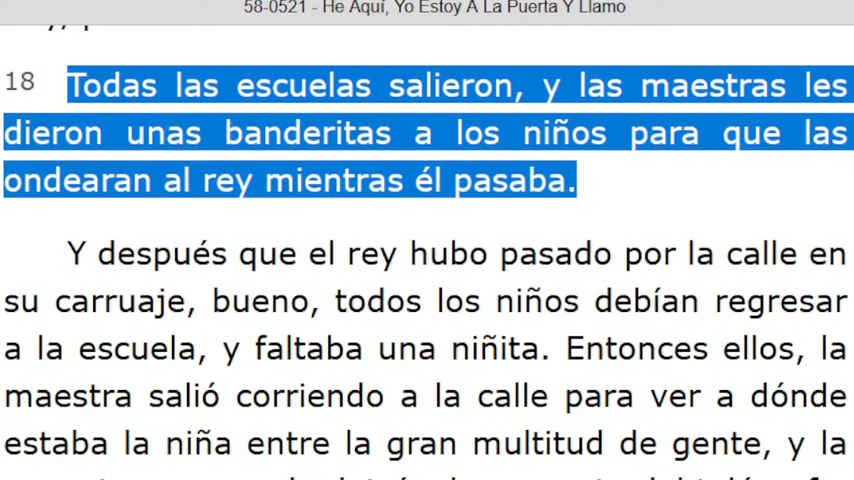 58-0521 - He Aquí, Yo Estoy A La Puerta Y Llamo
18 Todas las escuelas salieron, y las maestras les
dieron unas banderitas a los niños para que las
ondearan al rey mientras él pasaba.
Y después que el rey hubo pasado por la calle en
su carruaje, bueno, todos los niños debían regresar
a la escuela, y faltaba una niñita. Entonces ellos, la
maestra salió corriendo a la calle para ver a dónde
estaba la niña entre la gran multitud de gente, y la